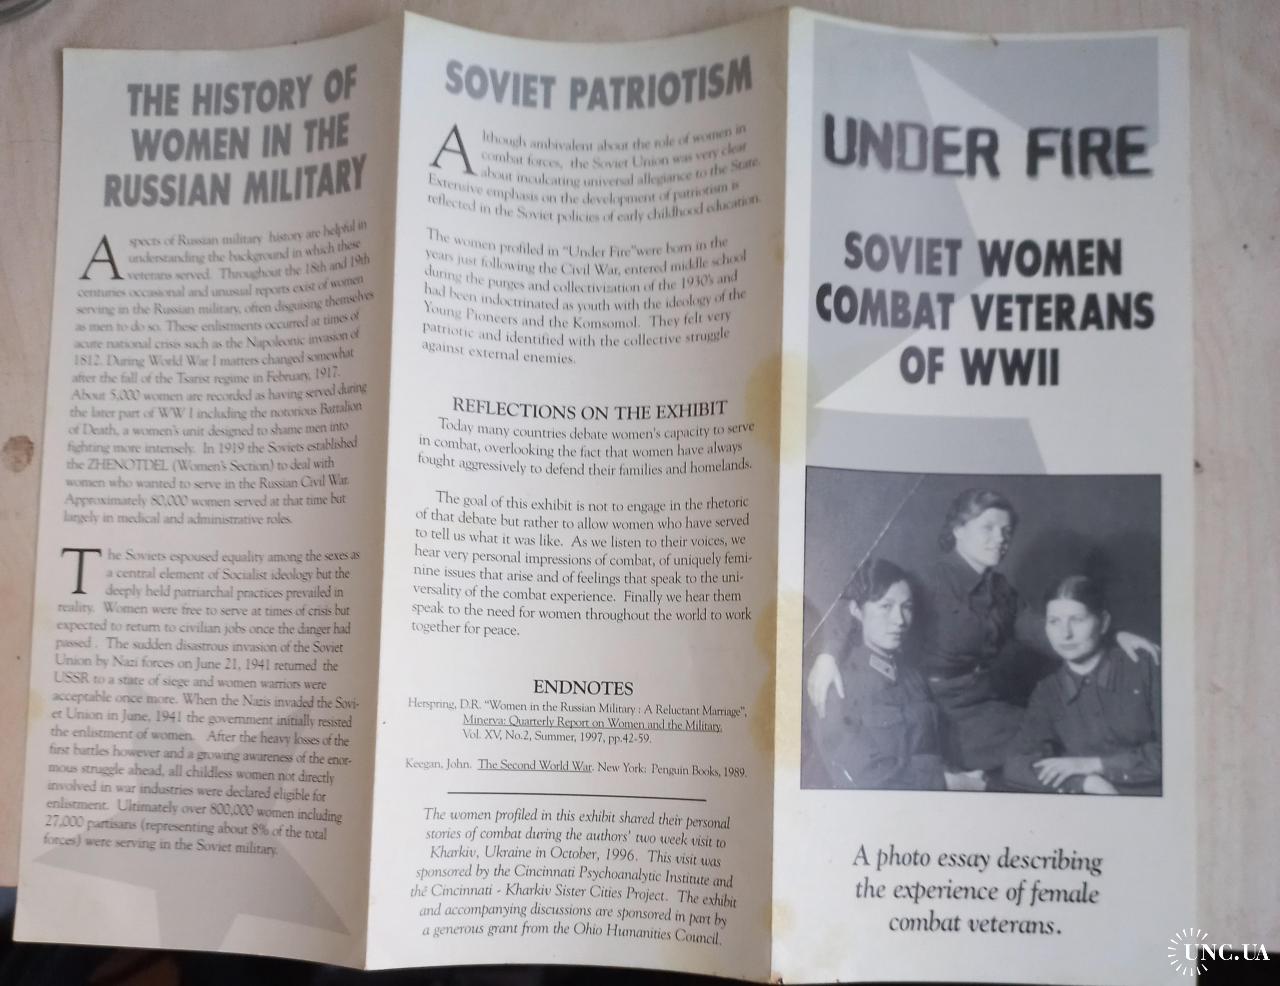 THE HISTORY OF
WOMEN IN THE
RUSSIAN MILITARY
Aspects of Russian military history are helpful in
understanding the background in which these
veterans served. Throughout the 18th and 19th
centuries occasional and unusual reports exist of women
serving in the Russian military, often disguising themselves
as men to do so. These enlistments occurred at times of
acute national crisis such as the Napoleonic invasion of
1812. During World War I matters changed somewhat
after the fall of the Tsarist regime in February, 1917.
About 5,000 women are recorded as having served during
the later part of WW I including the notorious Battalion
of Death, a women's unit designed to shame men into
fighting more intensely. In 1919 the Soviets established
the ZHENOTDEL (Women's Section) to deal with
women who wanted to serve in the Russian Civil War.
Approximately 80,000 women served at that time but
largely in medical and administrative roles.
The Soviets espoused equality among the sexes as
a central element of Socialist ideology but the
deeply held patriarchal practices prevailed in
reality. Women were free to serve at times of crisis but
expected to return to civilian jobs once the danger had
passed . The sudden disastrous invasion of the Soviet
Union by Nazi forces on June 21, 1941 returned the
USSR to a state of siege and women warriors were
acceptable once more. When the Nazis invaded the Sovi-
et Union in June, 1941 the government initially resisted
the enlistment of women. After the heavy losses of the
first battles however and a growing awareness of the enor-
mous struggle ahead, all childless women not directly
involved in war industries were declared eligible for
enlistment. Ultimately over 800,000 women including
27,000 partisans (representing about 8% of the total
forces) were serving in the Soviet military.
SOVIET PATRIOTISM
Although ambivalent about the role of women in
combat forces, the Soviet Union was very clear
about inculcating universal allegiance to the State.
Extensive emphasis on the development of patriotism is
reflected in the Soviet policies of early childhood education.
The women profiled in "Under Fire"were born in the
years just following the Civil War, entered middle school
during the purges and collectivization of the 1930's and
had been indoctrinated as youth with the ideology of the
Young Pioneers and the Komsomol. They felt very
patriotic and identified with the collective struggle
against external enemies.
REFLECTIONS ON THE EXHIBIT
Today many countries debate women's capacity to serve
in combat, overlooking the fact that women have always
fought aggressively to defend their families and homelands.
The goal of this exhibit is not to engage in the rhetoric
of that debate but rather to allow women who have served
to tell us what it was like. As we listen to their voices, we
hear very personal impressions of combat, of uniquely femi-
nine issues that arise and of feelings that speak to the uni-
versality of the combat experience. Finally we hear them
speak to the need for women throughout the world to work
together for peace.
ENDNOTES
Herspring, D.R. "Women in the Russian Military : A Reluctant Marriage",
Minerva: Quarterly Report on Women and the Military,
Vol. XV, No.2, Summer, 1997, pp.42-59.
Keegan, John. The Second World War. New York: Penguin Books, 1989.
The women profiled in this exhibit shared their personal
stories of combat during the authors' two week visit to
Kharkiv, Ukraine in October, 1996. This visit was
sponsored by the Cincinnati Psychoanalytic Institute and
the Cincinnati - Kharkiv Sister Cities Project. The exhibit
and accompanying discussions are sponsored in part by
a generous grant from the Ohio Humanities Council.
UNDER FIRE
SOVIET WOMEN
COMBAT VETERANS
OF WWII
A photo essay describing
the experience of female
combat veterans.
UNC.UA